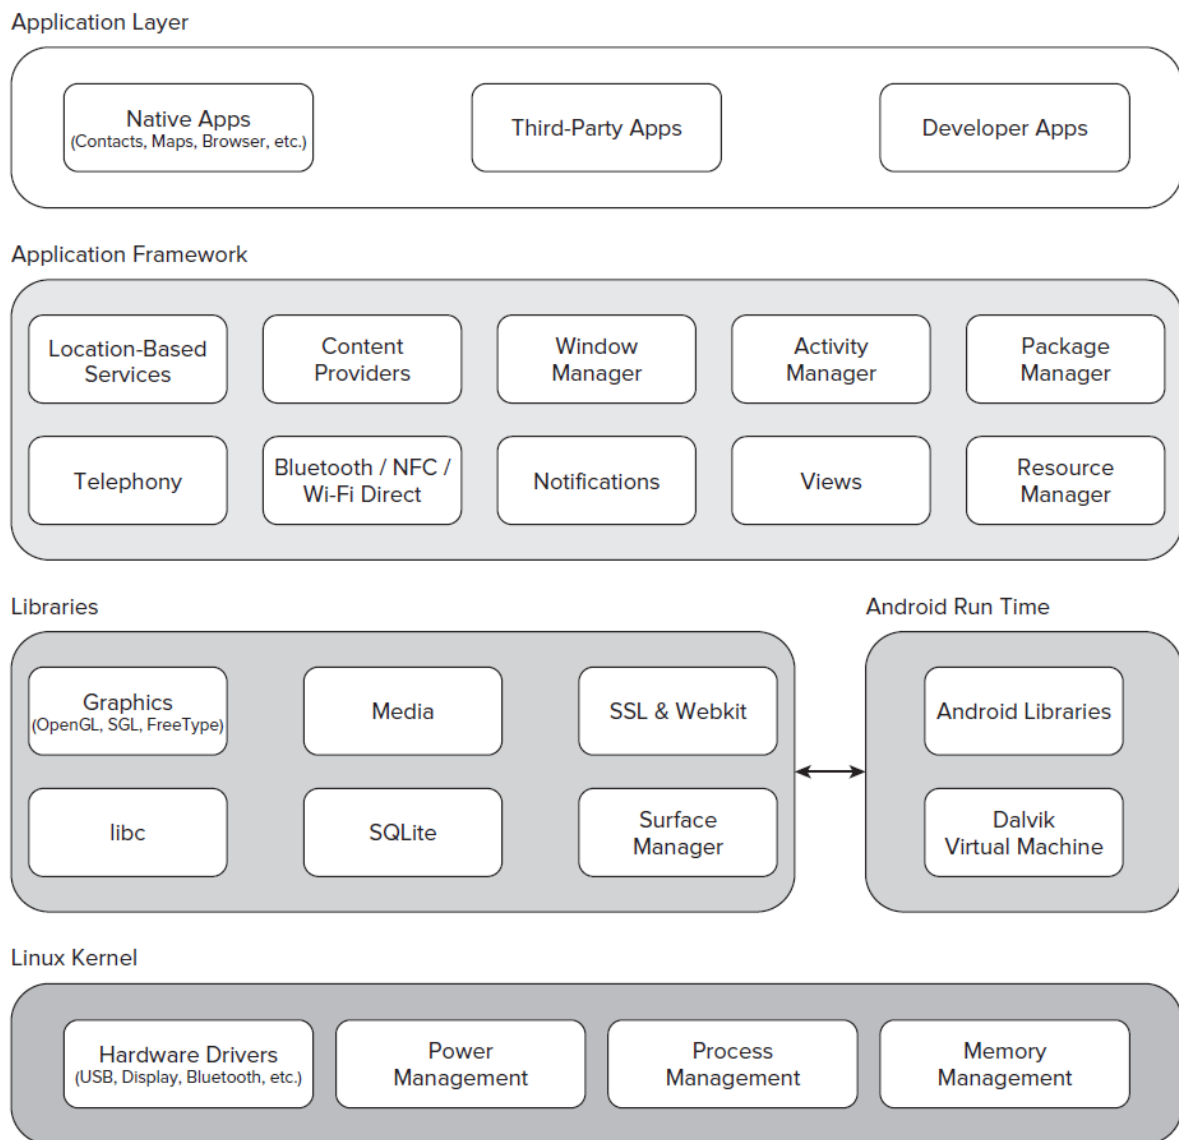 Application Layer
Native Apps
(Contacts, Maps, Browser, etc.)
Third-Party Apps
Developer Apps
Application Framework
Location-Based
Services
Content
Providers
Window
Manager
Activity
Manager
Package
Manager
Telephony
Bluetooth / NFC /
Wi-Fi Direct
Notifications
Views
Resource
Manager
Libraries
Graphics
(OpenGL, SGL, FreeType)
Media
SSL & Webkit
libc
SQLite
Surface
Manager
Android Run Time
Android Libraries
Dalvik
Virtual Machine
Linux Kernel
Hardware Drivers
(USB, Display, Bluetooth, etc.)
Power
Management
Process
Management
Memory
Management